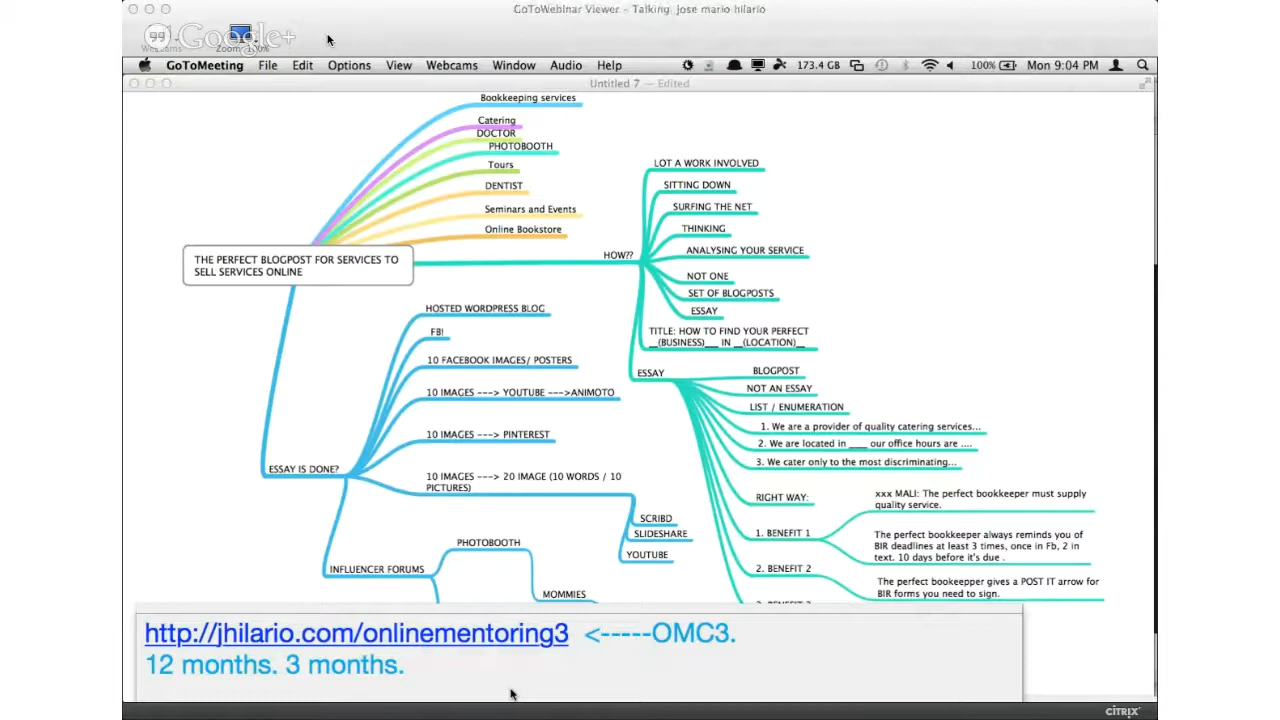 GoToWebinar Viewer - Talking: jose mario hilario
Google+
Webcams
Zoom: 100%
GoToMeeting File Edit Options View Webcams Window Audio Help 173.4 GB 100% Mon 9:04 PM
Untitled 7 — Edited
Bookkeeping services
Catering
DOCTOR
PHOTOBOOTH
Tours
DENTIST
Seminars and Events
Online Bookstore
THE PERFECT BLOGPOST FOR SERVICES TO
SELL SERVICES ONLINE
HOW??
LOT A WORK INVOLVED
SITTING DOWN
SURFING THE NET
THINKING
ANALYSING YOUR SERVICE
NOT ONE
SET OF BLOGPOSTS
ESSAY
TITLE: HOW TO FIND YOUR PERFECT
__(BUSINESS)___ IN __(LOCATION)__
ESSAY
BLOGPOST
NOT AN ESSAY
LIST / ENUMERATION
1. We are a provider of quality catering services...
2. We are located in ____ our office hours are ....
3. We cater only to the most discriminating...
RIGHT WAY:
1. BENEFIT 1
xxx MALI: The perfect bookkeeper must supply
quality service.
The perfect bookeeper always reminds you of
BIR deadlines at least 3 times, once in Fb, 2 in
text. 10 days before it's due .
2. BENEFIT 2
The perfect bookepper gives a POST IT arrow for
BIR forms you need to sign.
ESSAY IS DONE?
HOSTED WORDPRESS BLOG
FB!
10 FACEBOOK IMAGES/ POSTERS
10 IMAGES ---> YOUTUBE --->ANIMOTO
10 IMAGES ---> PINTEREST
10 IMAGES ---> 20 IMAGE (10 WORDS / 10
PICTURES)
SCRIBD
SLIDESHARE
YOUTUBE
INFLUENCER FORUMS
PHOTOBOOTH
MOMMIES
http://jhilario.com/onlinementoring3 <-----OMC3.
12 months. 3 months.
CITRIX